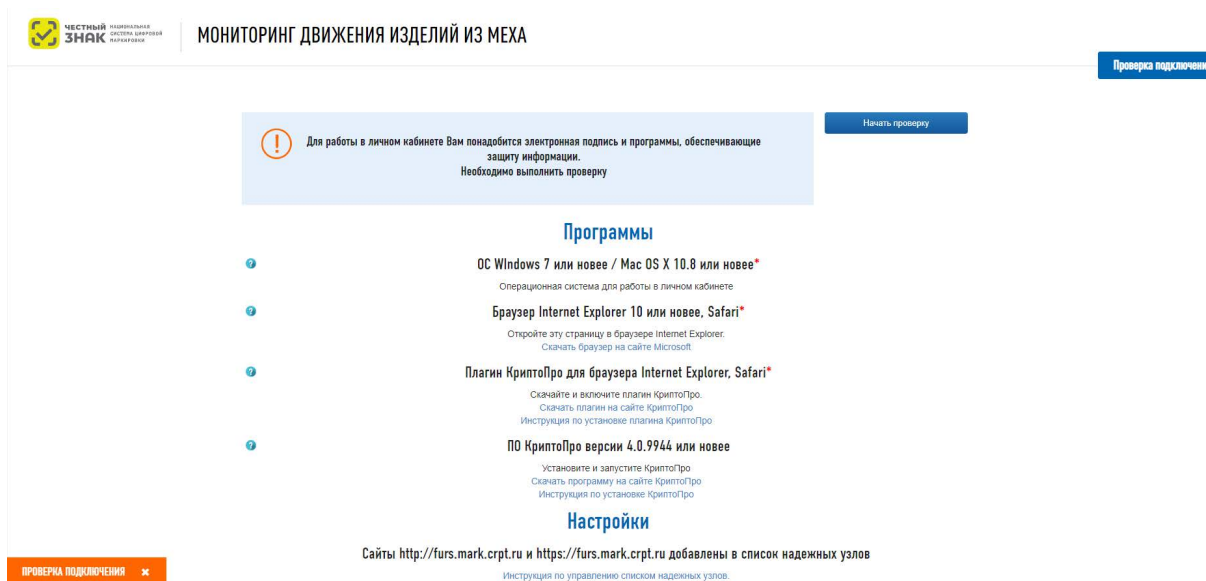 ЧЕСТНЫЙ
ЗНАК
НАЦИОНАЛЬНАЯ
СИСТЕМА ЦИФРОВОЙ
МАРКИРОВКИ
МОНИТОРИНГ ДВИЖЕНИЯ ИЗДЕЛИЙ ИЗ МЕХА
Проверка подключени
Для работы в личном кабинете Вам понадобится электронная подпись и программы, обеспечивающие
защиту информации.
Необходимо выполнить проверку
Начать проверку
Программы
ОС WIndows 7 или новее / Mac OS X 10.8 или новее*
Операционная система для работы в личном кабинете
Браузер Internet Explorer 10 или новее, Safari*
Откройте эту страницу в браузере Internet Explorer.
Скачать браузер на сайте Microsoft
Плагин КриптоПро для браузера Internet Explorer, Safari*
Скачайте и включите плагин КриптоПро.
Скачать плагин на сайте КриптоПро
Инструкция по установке плагина КриптоПро
ПО КриптоПро версии 4.0.9944 или новее
Установите и запустите КриптоПро
Скачать программу на сайте КриптоПро
Инструкция по установке КриптоПро
Настройки
Сайты http://furs.mark.crpt.ru и https://furs.mark.crpt.ru добавлены в список надежных узлов
Инструкция по управлению списком надежных узлов.
ПРОВЕРКА ПОДКЛЮЧЕНИЯ ×